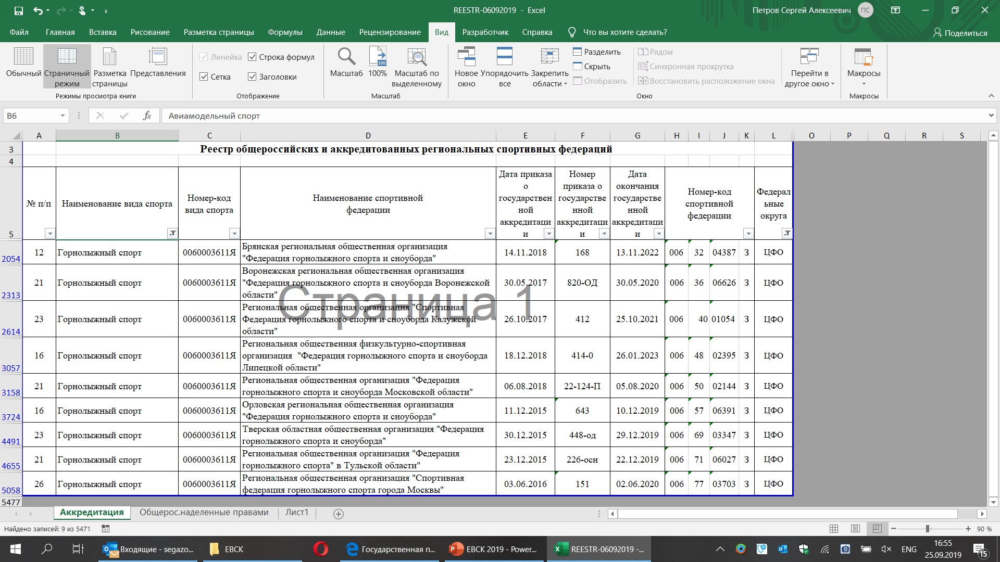 REESTR-06092019 - Excel
Петров Сергей Алексеевич ПС
Файл Главная Вставка Рисование Разметка страницы Формулы Данные Рецензирование Вид Разработчик Справка Что вы хотите сделать? Поделиться
Обычный Страничный режим Разметка страницы Представления
Режимы просмотра книги
Линейка Строка формул
Сетка Заголовки
Отображение
Масштаб 100% Масштаб по выделенному
Масштаб
Новое окно Упорядочить все Закрепить области
Разделить
Скрыть
Отобразить
Рядом
Синхронная прокрутка
Восстановить расположение окна
Перейти в другое окно
Окно
Макросы
Макросы
B6 fx Авиамодельный спорт
A B C D E F G H I J K L O P Q R S
3 Реестр общероссийских и аккредитованных региональных спортивных федераций
4
5 № п/п Наименование вида спорта Номер-код вида спорта Наименование спортивной федерации Дата приказа о государственной аккредитации Номер приказа о государственной аккредитации Дата окончания государственной аккредитации Номер-код спортивной федерации Федеральные округа
2054 12 Горнолыжный спорт 0060003611Я Брянская региональная общественная организация "Федерация горнолыжного спорта и сноуборда" 14.11.2018 168 13.11.2022 006 32 04387 З ЦФО
2313 21 Горнолыжный спорт 0060003611Я Воронежская региональная общественная организация "Федерация горнолыжного спорта и сноуборда Воронежской области" 30.05.2017 820-ОД 30.05.2020 006 36 06626 З ЦФО
2614 23 Горнолыжный спорт 0060003611Я Региональная общественная организация "Спортивная Федерация горнолыжного спорта и сноуборда Калужской области" 26.10.2017 412 25.10.2021 006 40 01054 З ЦФО
3057 16 Горнолыжный спорт 0060003611Я Региональная общественная физкультурно-спортивная организация "Федерация горнолыжного спорта и сноуборда Липецкой области" 18.12.2018 414-0 26.01.2023 006 48 02395 З ЦФО
3158 21 Горнолыжный спорт 0060003611Я Региональная общественная организация "Федерация горнолыжного спорта и сноуборда Московской области" 06.08.2018 22-124-П 05.08.2020 006 50 02144 З ЦФО
3724 16 Горнолыжный спорт 0060003611Я Орловская региональная общественная организация "Федерация горнолыжного спорта и сноуборда" 11.12.2015 643 10.12.2019 006 57 06391 З ЦФО
4491 23 Горнолыжный спорт 0060003611Я Тверская областная общественная организация "Федерация горнолыжного спорта и сноуборда" 30.12.2015 448-од 29.12.2019 006 69 03347 З ЦФО
4655 21 Горнолыжный спорт 0060003611Я Региональная общественная организация "Федерация горнолыжного спорта" в Тульской области" 23.12.2015 226-осн 22.12.2019 006 71 06027 З ЦФО
5058 26 Горнолыжный спорт 0060003611Я Региональная общественная организация "Спортивная федерация горнолыжного спорта города Москвы" 03.06.2016 151 02.06.2020 006 77 03703 З ЦФО
5477
Страница 1
Аккредитация Общерос.наделенные правами Лист1
Найдено записей: 9 из 5471 90 %
Входящие - segazo... ЕВСК Государственная п... ЕВСК 2019 - Power... REESTR-06092019 -... ENG 16:55 25.09.2019 15